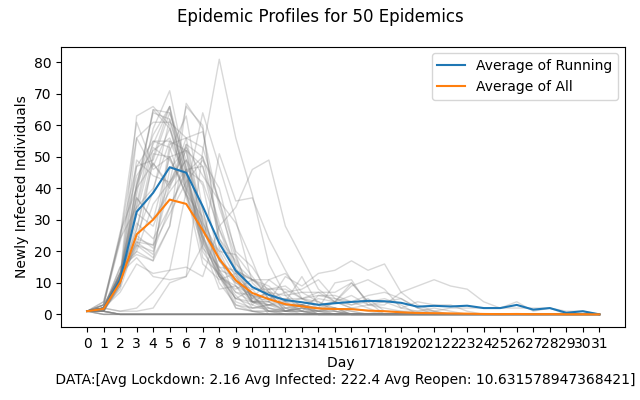 Epidemic Profiles for 50 Epidemics
Average of Running
Average of All
80
70
60
50
40
30
20
10
0
Newly Infected Individuals
0 1 2 3 4 5 6 7 8 9 10 11 12 13 14 15 16 17 18 19 20 21 22 23 24 25 26 27 28 29 30 31
Day
DATA:[Avg Lockdown: 2.16 Avg Infected: 222.4 Avg Reopen: 10.631578947368421]